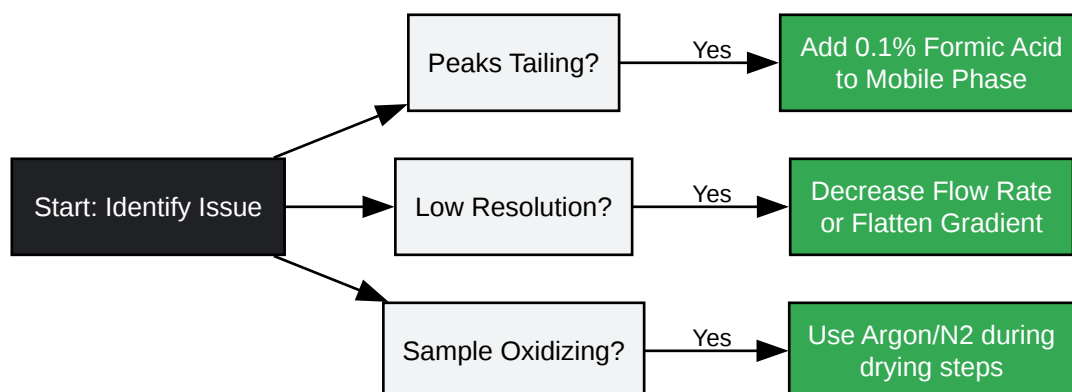 Start: Identify Issue
Peaks Tailing?
Yes
Add 0.1% Formic Acid
to Mobile Phase
Low Resolution?
Yes
Decrease Flow Rate
or Flatten Gradient
Sample Oxidizing?
Yes
Use Argon/N2 during
drying steps